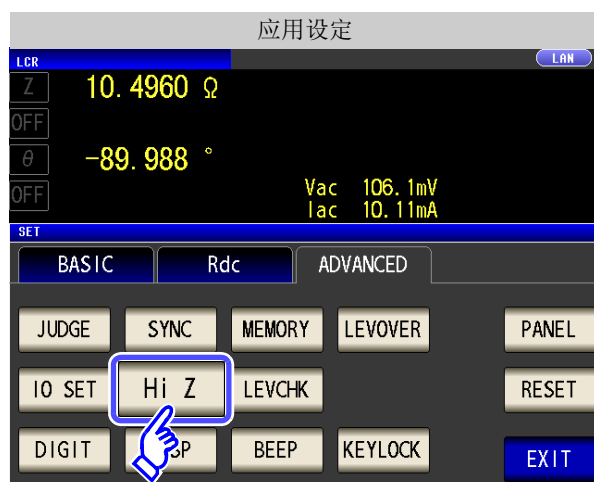 应用设定
LCR LAN
Z 10.4960 Ω
OFF
θ -89.988 °
OFF Vac 106.1mV
Iac 10.11mA
SET
BASIC Rdc ADVANCED
JUDGE SYNC MEMORY LEVOVER PANEL
IO SET Hi Z LEVCHK RESET
DIGIT BEEP KEYLOCK EXIT